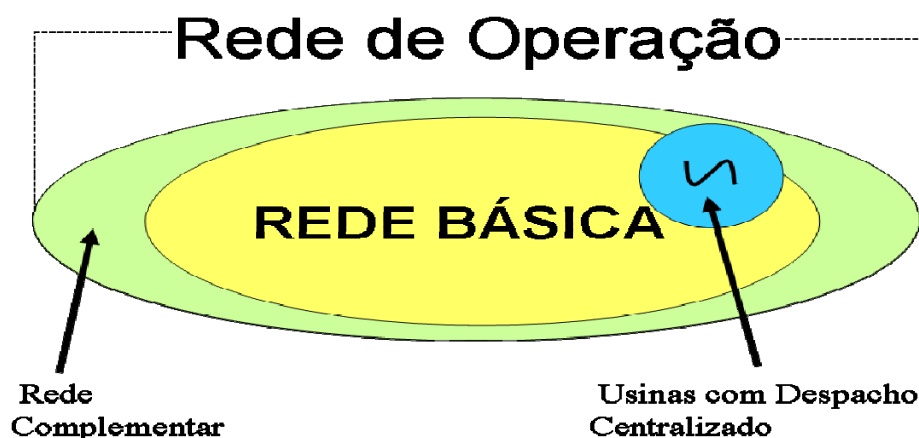 Rede de Operação
REDE BÁSICA
Rede
Complementar
Usinas com Despacho
Centralizado